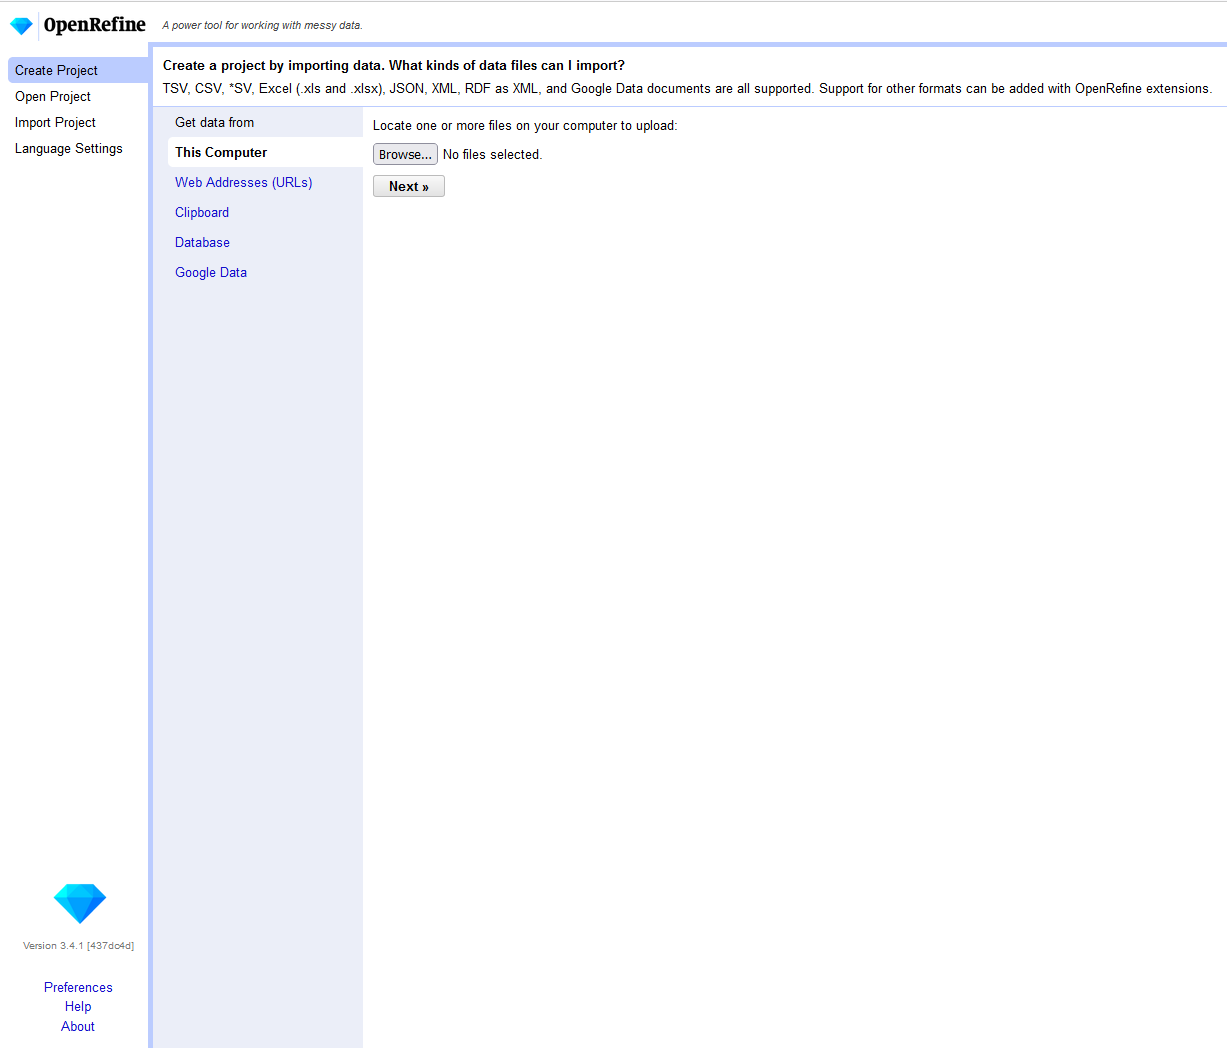 OpenRefine A power tool for working with messy data.
Create Project
Open Project
Import Project
Language Settings
Create a project by importing data. What kinds of data files can I import?
TSV, CSV, *SV, Excel (.xls and .xlsx), JSON, XML, RDF as XML, and Google Data documents are all supported. Support for other formats can be added with OpenRefine extensions.
Get data from
This Computer
Web Addresses (URLs)
Clipboard
Database
Google Data
Locate one or more files on your computer to upload:
Browse... No files selected.
Next »
Version 3.4.1 [437dc4d]
Preferences
Help
About